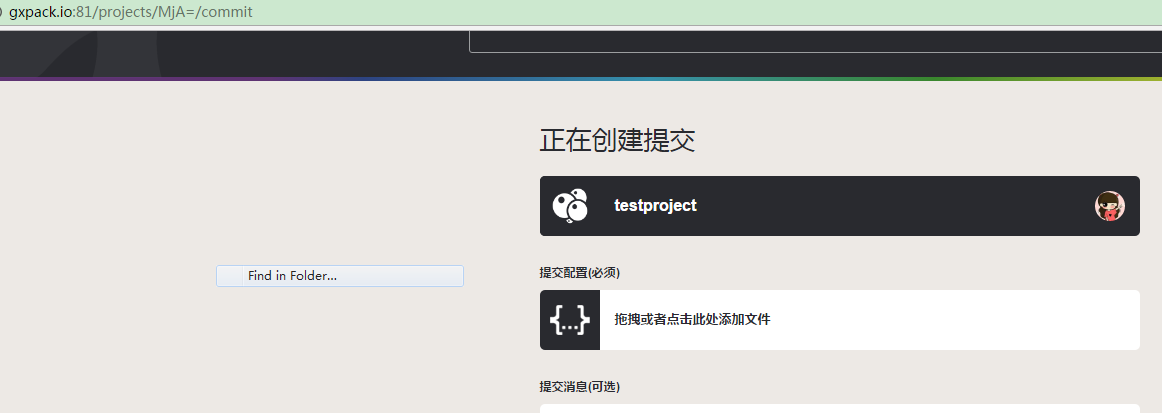 gxpack.io:81/projects/MjA=/commit
正在创建提交
testproject
Find in Folder...
提交配置(必须)
{...}
拖拽或者点击此处添加文件
提交消息(可选)